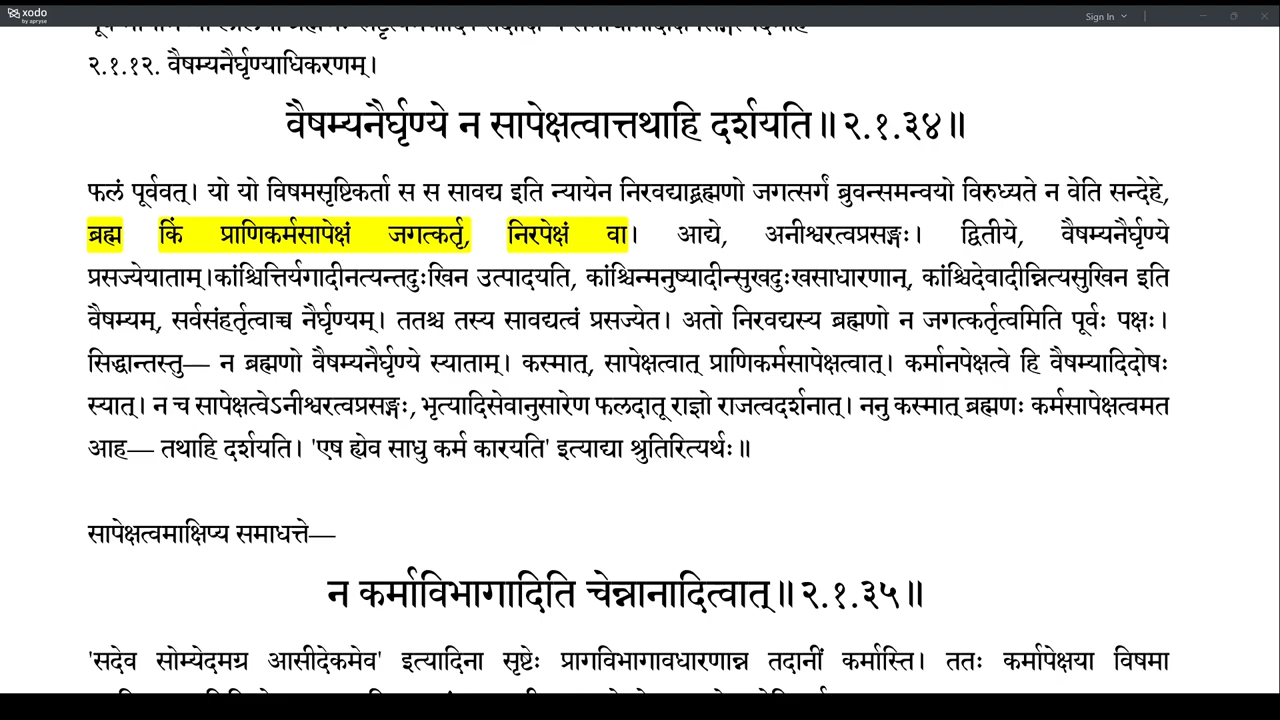 xodo
by apryse
Sign In
२.१.१२. वैषम्यनैर्घृण्याधिकरणम्।
वैषम्यनैर्घृण्ये न सापेक्षत्वात्तथाहि दर्शयति॥२.१.३४॥
फलं पूर्ववत्। यो यो विषमसृष्टिकर्ता स स सावद्य इति न्यायेन निरवद्याद्ब्रह्मणो जगत्सर्गं ब्रुवन्समन्वयो विरुध्यते न वेति सन्देहे,
ब्रह्म किं प्राणिकर्मसापेक्षं जगत्कर्तृ, निरपेक्षं वा। आद्ये, अनीश्वरत्वप्रसङ्गः। द्वितीये, वैषम्यनैर्घृण्ये
प्रसज्येयाताम्।कांश्चित्तिर्यगादीनत्यन्तदुःखिन उत्पादयति, कांश्चिन्मनुष्यादीन्सुखदुःखसाधारणान्, कांश्चिद्देवादीन्नित्यसुखिन इति
वैषम्यम्, सर्वसंहर्तृत्वाच्च नैर्घृण्यम्। ततश्च तस्य सावद्यत्वं प्रसज्येत। अतो निरवद्यस्य ब्रह्मणो न जगत्कर्तृत्वमिति पूर्वः पक्षः।
सिद्धान्तस्तु— न ब्रह्मणो वैषम्यनैर्घृण्ये स्याताम्। कस्मात्, सापेक्षत्वात् प्राणिकर्मसापेक्षत्वात्। कर्मानपेक्षत्वे हि वैषम्यादिदोषः
स्यात्। न च सापेक्षत्वेऽनीश्वरत्वप्रसङ्गः, भृत्यादिसेवानुसारेण फलदातृ राज्ञो राजत्वदर्शनात्। ननु कस्मात् ब्रह्मणः कर्मसापेक्षत्वमत
आह— तथाहि दर्शयति। 'एष ह्येव साधु कर्म कारयति' इत्याद्या श्रुतिरित्यर्थः॥
सापेक्षत्वमाक्षिप्य समाधत्ते—
न कर्माविभागादिति चेन्नानादित्वात्॥२.१.३५॥
'सदेव सोम्येदमग्र आसीदेकमेव' इत्यादिना सृष्टेः प्रागविभागावधारणान्न तदानीं कर्मास्ति। ततः कर्मापेक्षया विषमा